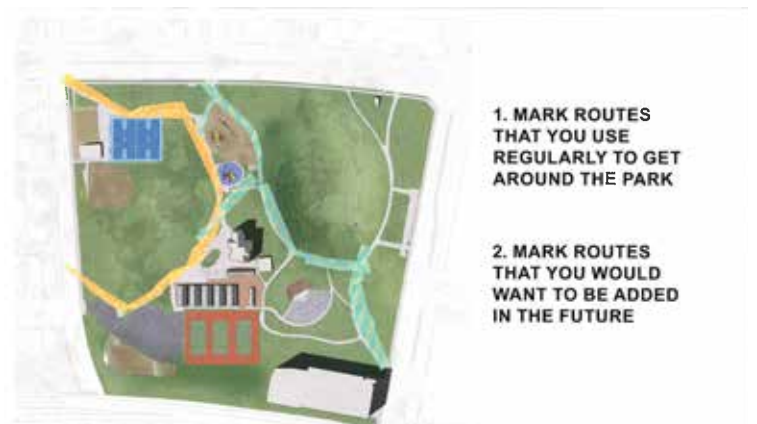 1. MARK ROUTES
THAT YOU USE
REGULARLY TO GET
AROUND THE PARK
2. MARK ROUTES
THAT YOU WOULD
WANT TO BE ADDED
IN THE FUTURE